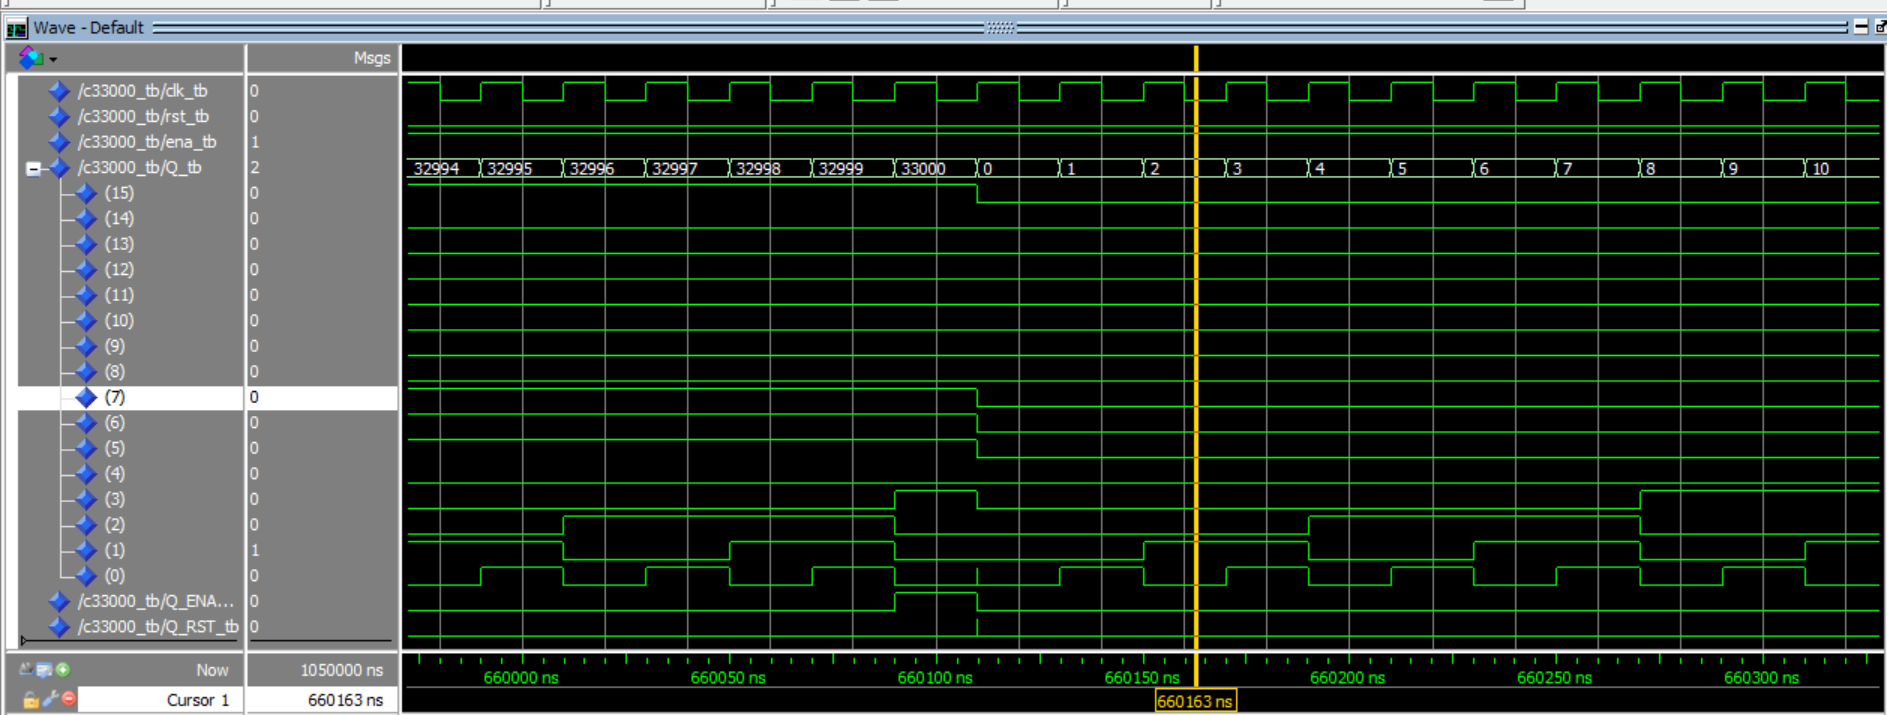 Wave - Default
Msgs
/c33000_tb/clk_tb 0
/c33000_tb/rst_tb 0
/c33000_tb/ena_tb 1
/c33000_tb/Q_tb 2 32994 32995 32996 32997 32998 32999 33000 0 1 2 3 4 5 6 7 8 9 10
(15) 0
(14) 0
(13) 0
(12) 0
(11) 0
(10) 0
(9) 0
(8) 0
(7) 0
(6) 0
(5) 0
(4) 0
(3) 0
(2) 0
(1) 1
(0) 0
/c33000_tb/Q_ENA... 0
/c33000_tb/Q_RST_tb 0
Now 1050000 ns 660000 ns 660050 ns 660100 ns 660150 ns 660200 ns 660250 ns 660300 ns
Cursor 1 660163 ns 660163 ns